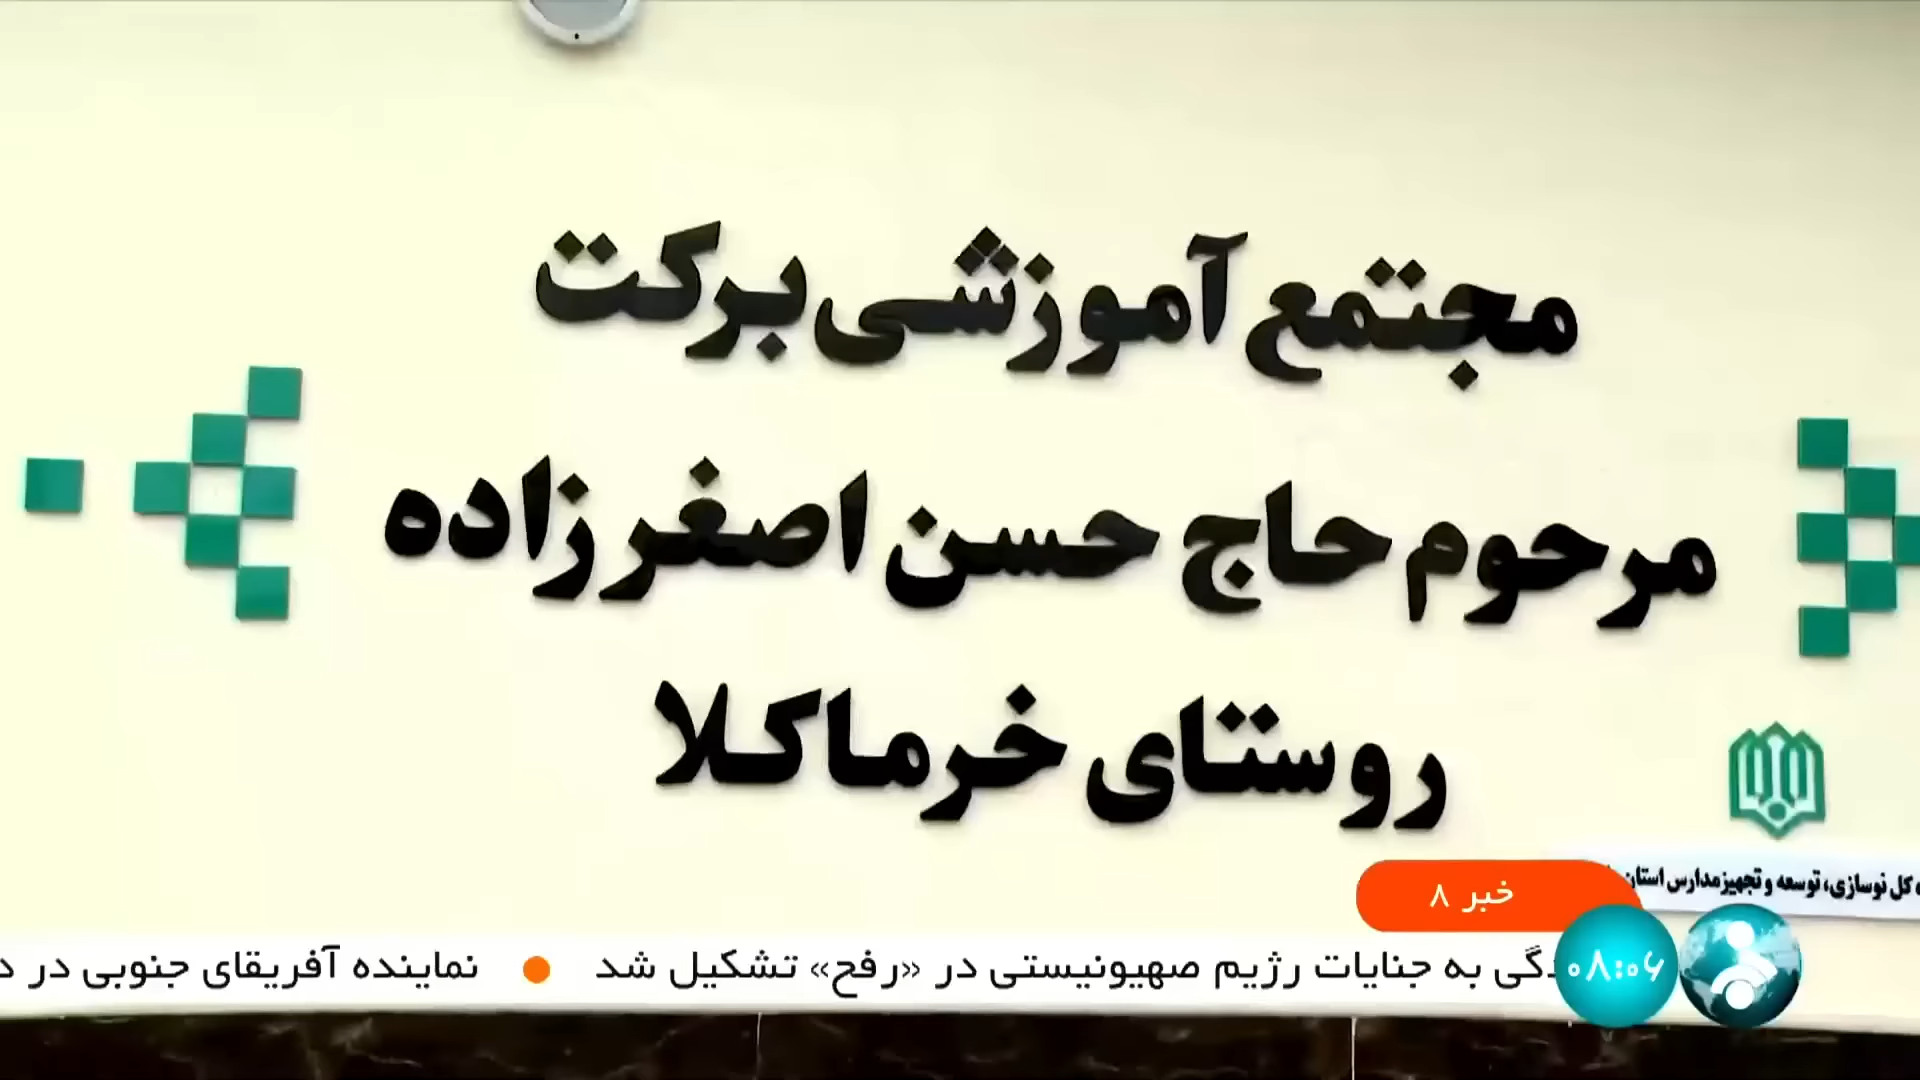 مجتمع آموزشی برکت
مرحوم حاج حسن اصغرزاده
روستای خرماکلا
کل نوسازی، توسعه و تجهیز مدارس استان
خبر ۸
گی به جنایات رژیم صهیونیستی در «رفح» تشکیل شد
نماینده آفریقای جنوبی در
۰۸:۰۶